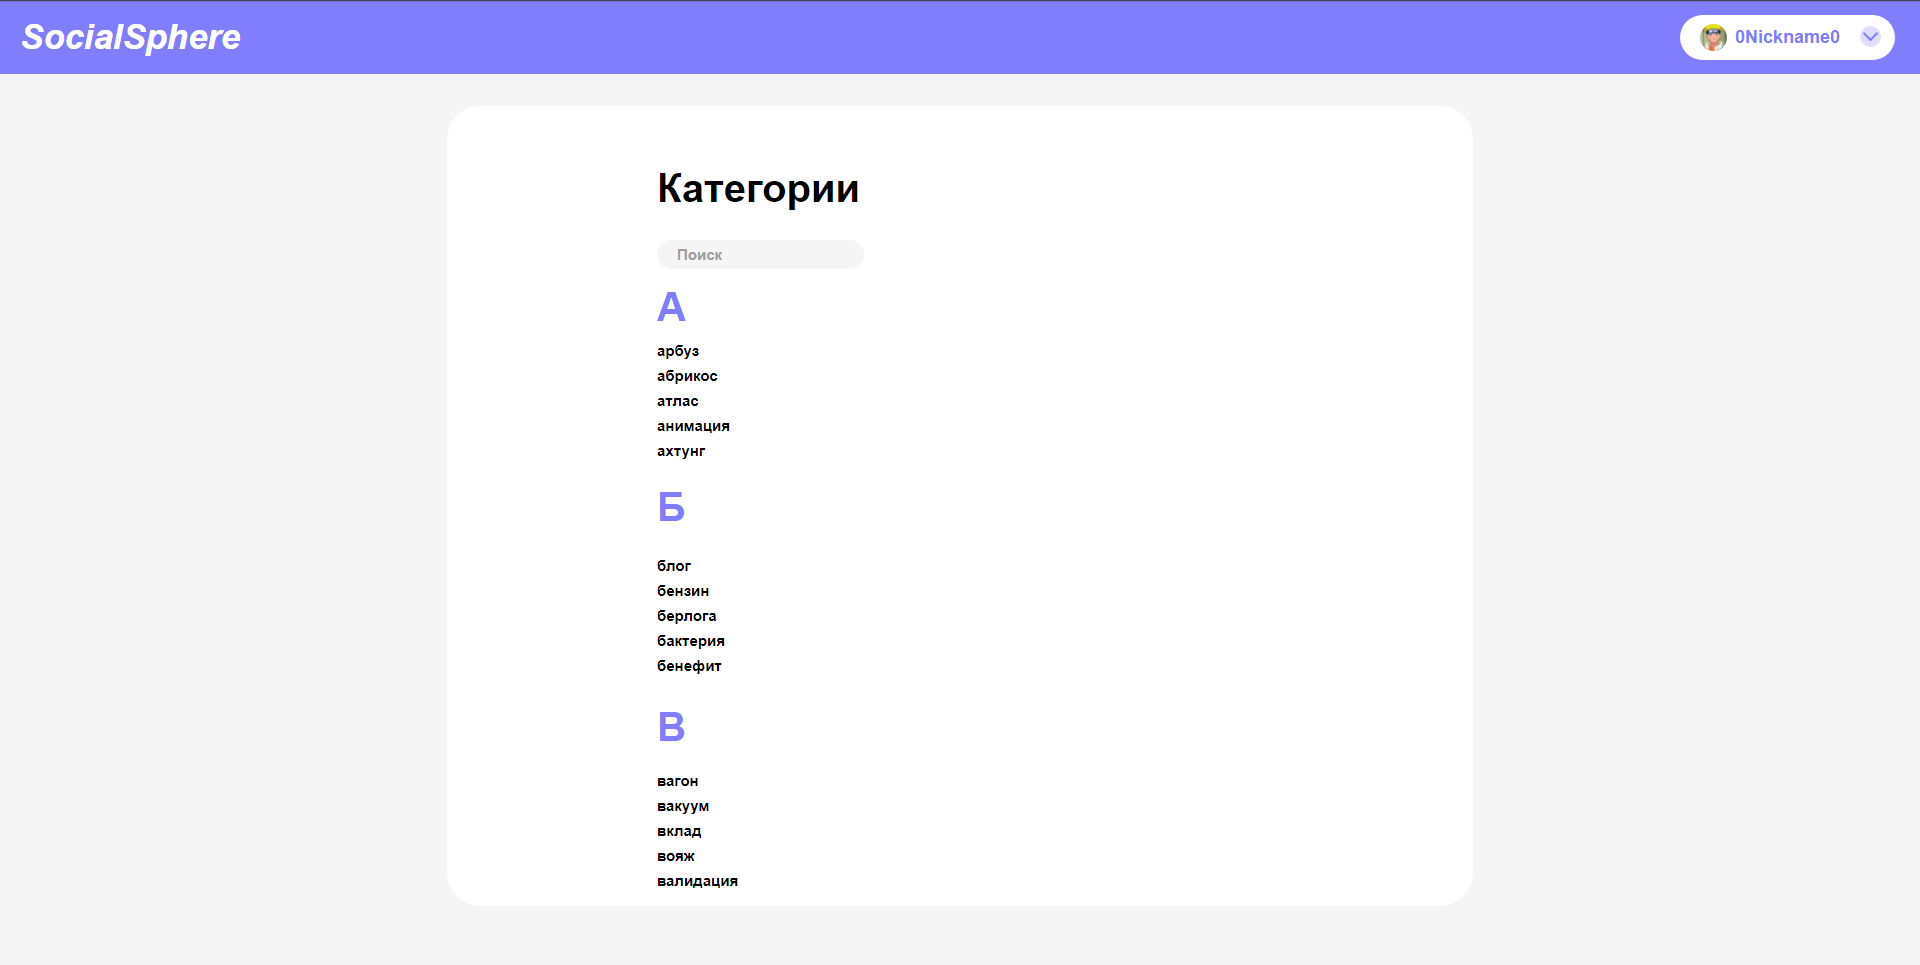 SocialSphere
0Nickname0
Категории
Поиск
А
арбуз
абрикос
атлас
анимация
ахтунг
Б
блог
бензин
берлога
бактерия
бенефит
В
вагон
вакуум
вклад
вояж
валидация